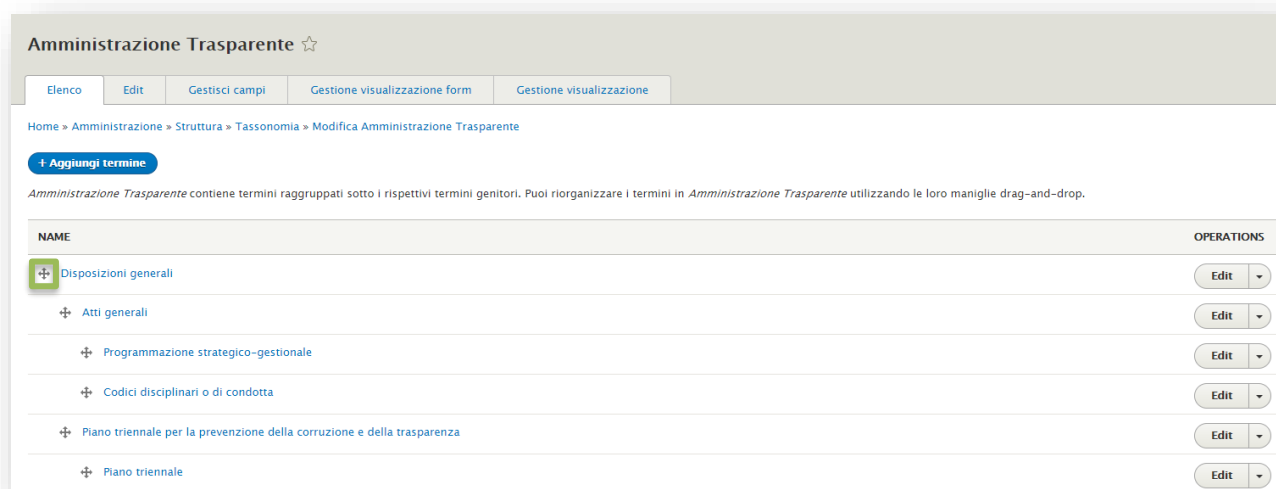 Amministrazione Trasparente
Elenco Edit Gestisci campi Gestione visualizzazione form Gestione visualizzazione
Home » Amministrazione » Struttura » Tassonomia » Modifica Amministrazione Trasparente
+ Aggiungi termine
Amministrazione Trasparente contiene termini raggruppati sotto i rispettivi termini genitori. Puoi riorganizzare i termini in Amministrazione Trasparente utilizzando le loro maniglie drag-and-drop.
NAME OPERATIONS
Disposizioni generali Edit
Atti generali Edit
Programmazione strategico-gestionale Edit
Codici disciplinari o di condotta Edit
Piano triennale per la prevenzione della corruzione e della trasparenza Edit
Piano triennale Edit